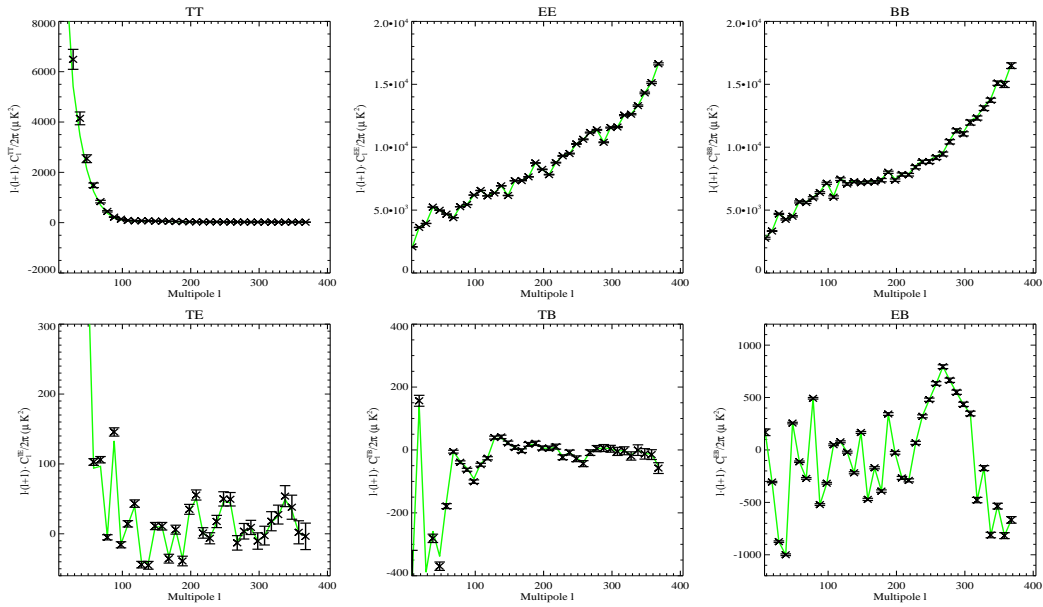 TT
8000
6000
4000
2000
0
-2000
l·(l+1)· C_l^TT/2π (μ K²)
100 200 300 400
Multipole l
EE
2.0•10⁴
1.5•10⁴
1.0•10⁴
5.0•10³
0
l·(l+1)· C_l^EE/2π (μ K²)
100 200 300 400
Multipole l
BB
2.0•10⁴
1.5•10⁴
1.0•10⁴
5.0•10³
0
l·(l+1)· C_l^BB/2π (μ K²)
100 200 300 400
Multipole l
TE
300
200
100
0
l·(l+1)· C_l^TE/2π (μ K²)
100 200 300 400
Multipole l
TB
400
200
0
-200
-400
l·(l+1)· C_l^TB/2π (μ K²)
100 200 300 400
Multipole l
EB
1000
500
0
-500
-1000
l·(l+1)· C_l^EB/2π (μ K²)
100 200 300 400
Multipole l